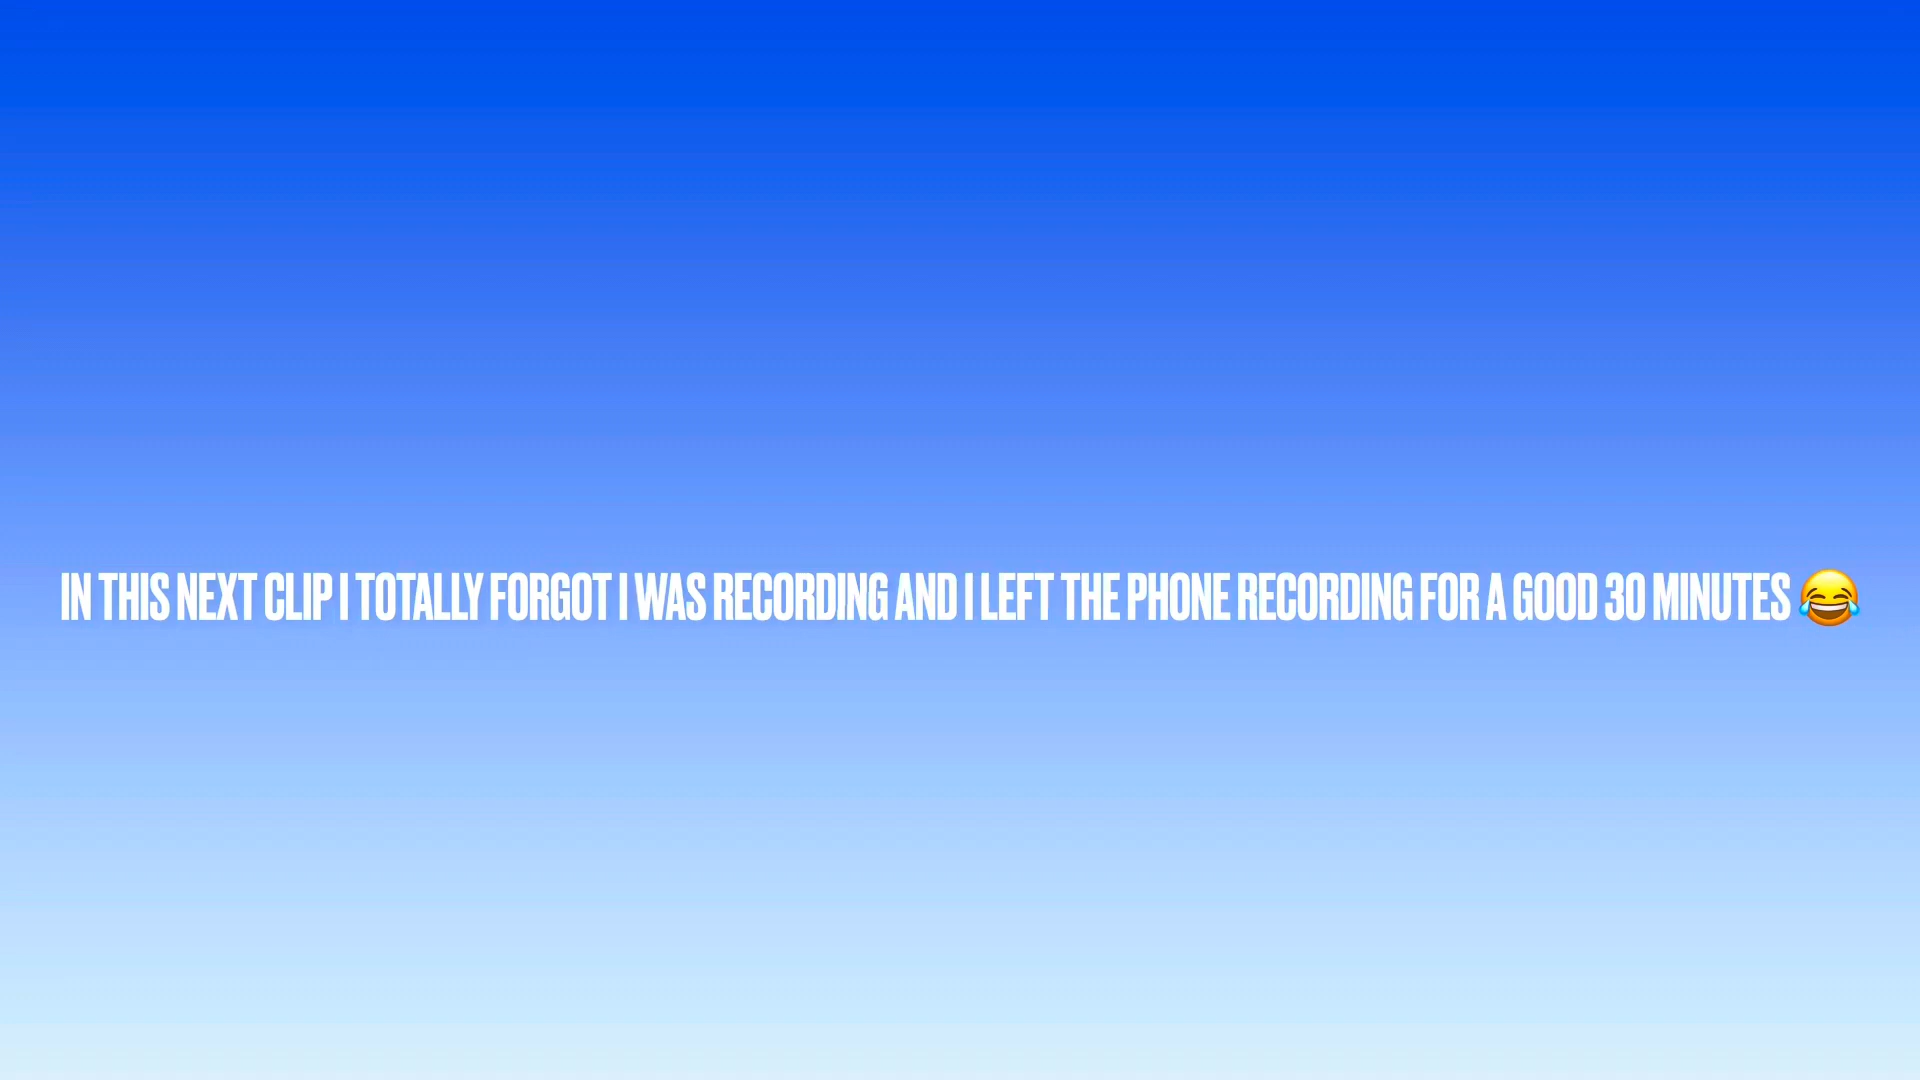 IN THIS NEXT CLIP I TOTALLY FORGOT I WAS RECORDING AND I LEFT THE PHONE RECORDING FOR A GOOD 30 MINUTES 😂